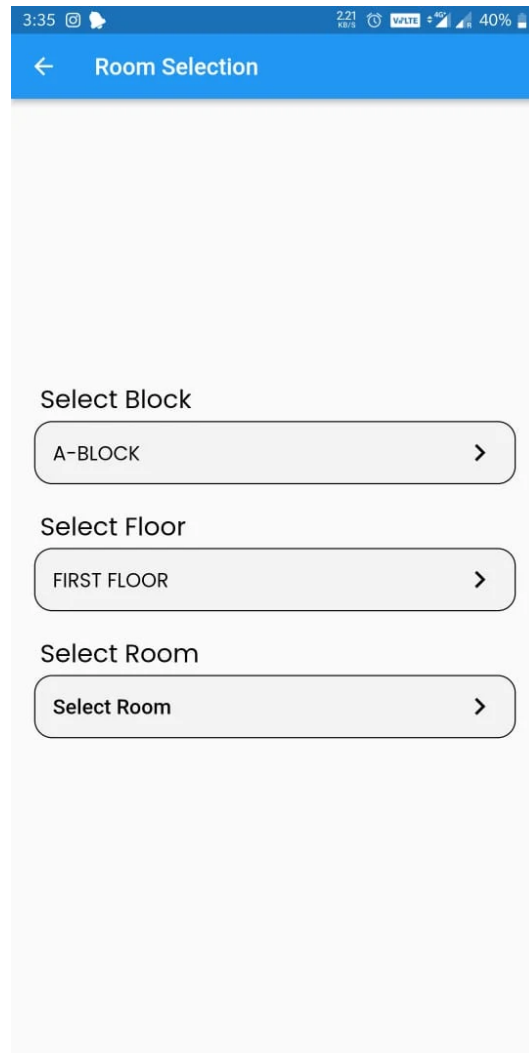 3:35 2.21 KB/S VoLTE 4G R 40%
Room Selection
Select Block
A-BLOCK
Select Floor
FIRST FLOOR
Select Room
Select Room